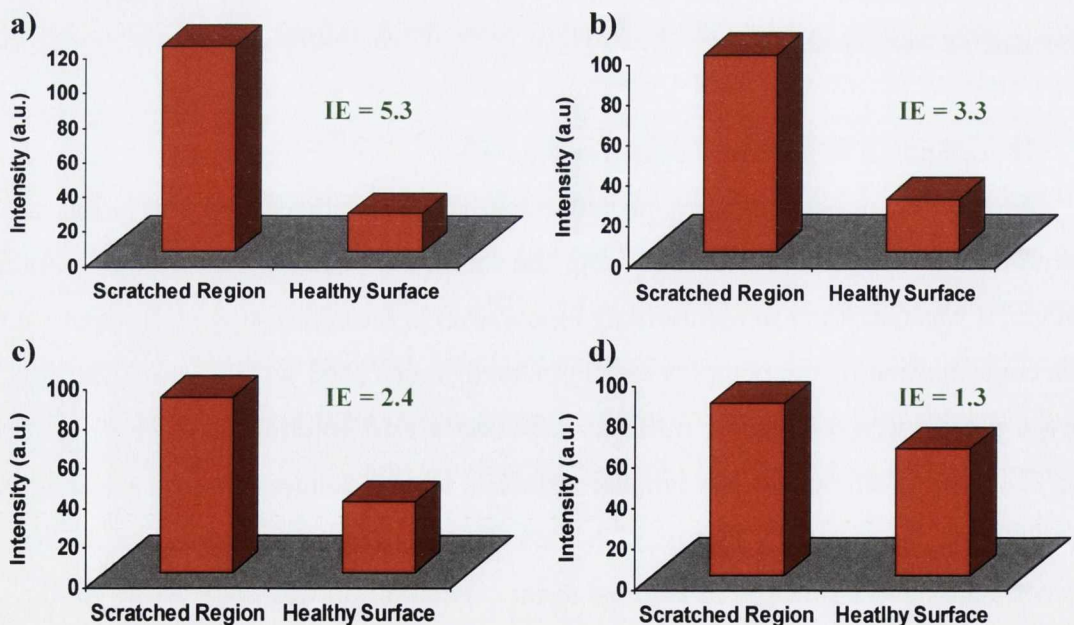 a)
Intensity (a.u.)
120
100
80
60
40
20
0
IE = 5.3
Scratched Region Healthy Surface
b)
Intensity (a.u)
100
80
60
40
20
0
IE = 3.3
Scratched Region Healthy Surface
c)
Intensity (a.u.)
100
80
60
40
20
0
IE = 2.4
Scratched Region Healthy Surface
d)
Intensity (a.u.)
100
80
60
40
20
0
IE = 1.3
Scratched Region Heatlhy Surface